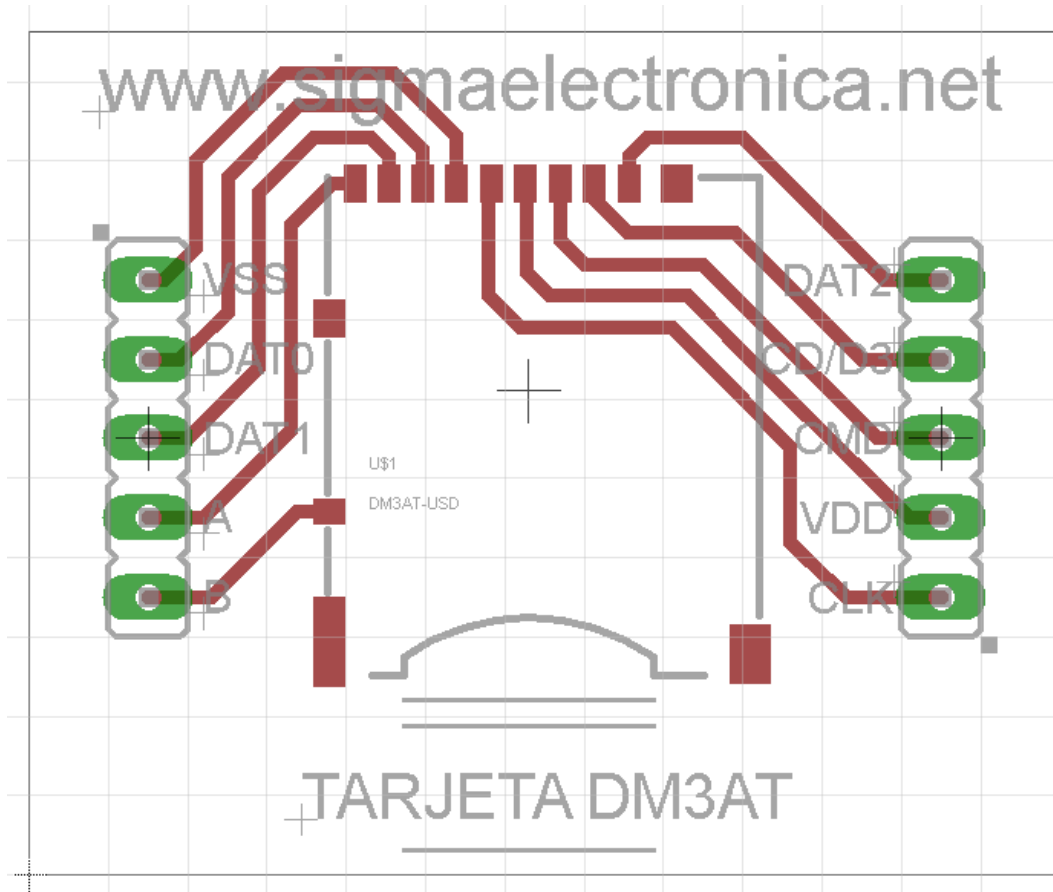 www.sigmaelectronica.net
VSS
DAT2
DAT0
CD/D3
DAT1
CMD
U$1
DM3AT-USD
A
VDD
B
CLK
TARJETA DM3AT